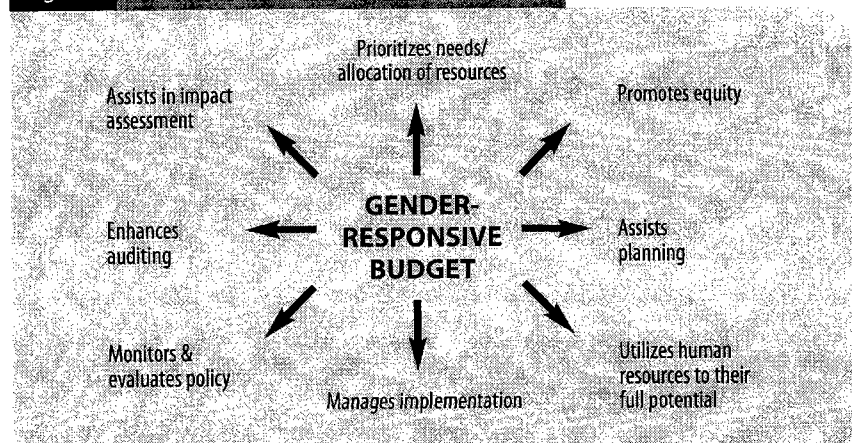 Prioritizes needs/
allocation of resources
Assists in impact
assessment
Promotes equity
GENDER-
RESPONSIVE
BUDGET
Enhances
auditing
Assists
planning
Monitors &
evaluates policy
Manages implementation
Utilizes human
resources to their
full potential